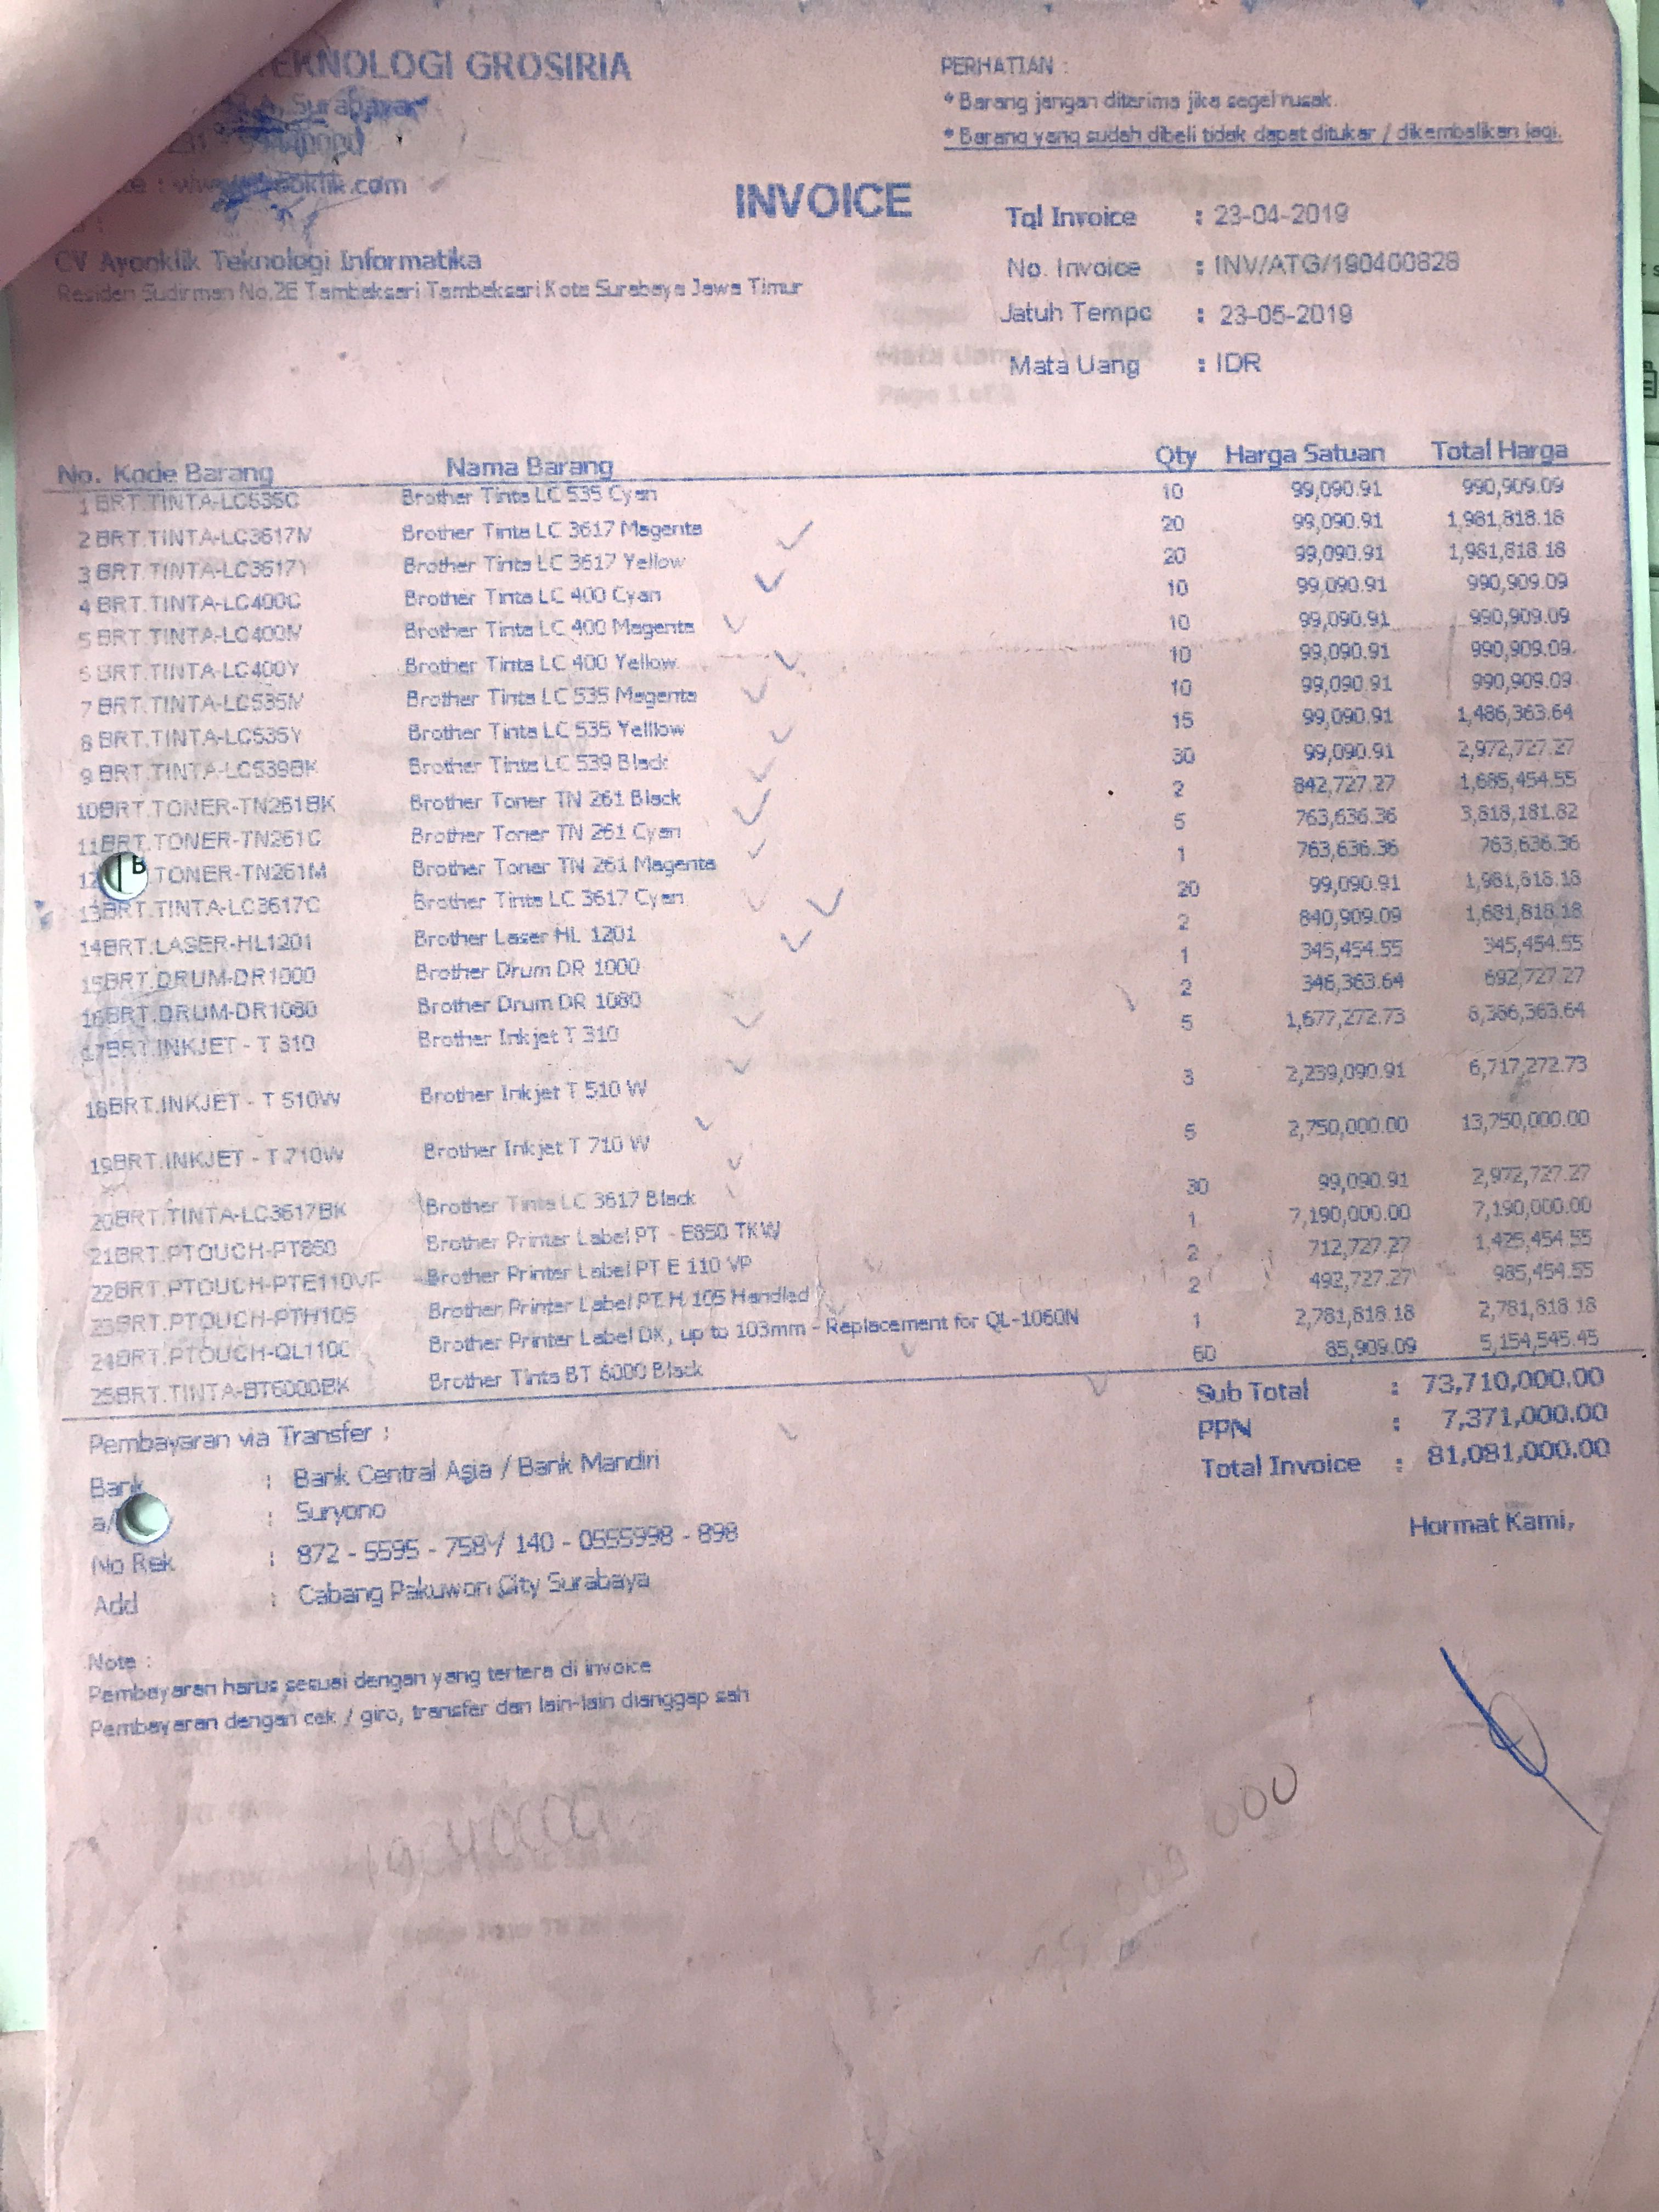 TEKNOLOGI GROSIRIA
PERHATIAN :
* Barang jangan diterima jika segel rusak.
Surabaya
* Barang yang sudah dibeli tidak dapat ditukar / dikembalikan lagi.
INVOICE
Tgl Invoice : 23-04-2019
CV Ayooklik Teknologi Informatika
No. Invoice : INV/ATG/190400828
Residen Sudirman No.2E Tambaksari Tambaksari Kota Surabaya Jawa Timur
Jatuh Tempo : 23-05-2019
Mata Uang : IDR
No. Kode Barang Nama Barang Qty Harga Satuan Total Harga
1 BRT.TINTA-LC535C Brother Tinta LC 535 Cyan 10 99,090.91 990,909.09
2 BRT.TINTA-LC3617M Brother Tinta LC 3617 Magenta 20 99,090.91 1,981,818.18
3 BRT.TINTA-LC3617Y Brother Tinta LC 3617 Yellow 20 99,090.91 1,981,818.18
4 BRT.TINTA-LC400C Brother Tinta LC 400 Cyan 10 99,090.91 990,909.09
5 BRT.TINTA-LC400M Brother Tinta LC 400 Magenta 10 99,090.91 990,909.09
6 BRT.TINTA-LC400Y Brother Tinta LC 400 Yellow 10 99,090.91 990,909.09
7 BRT.TINTA-LC535M Brother Tinta LC 535 Magenta 10 99,090.91 990,909.09
8 BRT.TINTA-LC535Y Brother Tinta LC 535 Yelllow 15 99,090.91 1,486,363.64
9 BRT.TINTA-LC539BK Brother Tinta LC 539 Black 30 99,090.91 2,972,727.27
10 BRT.TONER-TN261BK Brother Toner TN 261 Black 2 842,727.27 1,685,454.55
11 BRT.TONER-TN261C Brother Toner TN 261 Cyan 5 763,636.36 3,818,181.82
12 B .TONER-TN261M Brother Toner TN 261 Magenta 1 763,636.36 763,636.36
13 BRT.TINTA-LC3617C Brother Tinta LC 3617 Cyan 20 99,090.91 1,981,818.18
14 BRT.LASER-HL1201 Brother Laser HL 1201 2 840,909.09 1,681,818.18
15 BRT.DRUM-DR1000 Brother Drum DR 1000 1 345,454.55 345,454.55
16 BRT.DRUM-DR1080 Brother Drum DR 1080 2 346,363.64 692,727.27
17 BRT.INKJET - T 310 Brother Inkjet T 310 5 1,677,272.73 8,386,363.64
18 BRT.INKJET - T 510W Brother Inkjet T 510 W 3 2,239,090.91 6,717,272.73
19 BRT.INKJET - T 710W Brother Inkjet T 710 W 5 2,750,000.00 13,750,000.00
20 BRT.TINTA-LC3617BK Brother Tinta LC 3617 Black 30 99,090.91 2,972,727.27
21 BRT.PTOUCH-PT850 Brother Printer Label PT - E850 TKW 1 7,190,000.00 7,190,000.00
22 BRT.PTOUCH-PTE110VP Brother Printer Label PT E 110 VP 2 712,727.27 1,425,454.55
23 BRT.PTOUCH-PTH105 Brother Printer Label PT H 105 Handled 2 492,727.27 985,454.55
24 BRT.PTOUCH-QL1100 Brother Printer Label DK, up to 103mm - Replacement for QL-1060N 1 2,781,818.18 2,781,818.18
25 BRT.TINTA-BT6000BK Brother Tinta BT 6000 Black 60 85,909.09 5,154,545.45
Sub Total : 73,710,000.00
Pembayaran via Transfer :
PPN : 7,371,000.00
Bank : Bank Central Asia / Bank Mandiri
Total Invoice : 81,081,000.00
a/ : Suryono
Hormat Kami,
No Rek : 872 - 5595 - 758 / 140 - 0555998 - 898
Add : Cabang Pakuwon City Surabaya
Note :
Pembayaran harus sesuai dengan yang tertera di invoice
Pembayaran dengan cek / giro, transfer dan lain-lain dianggap sah